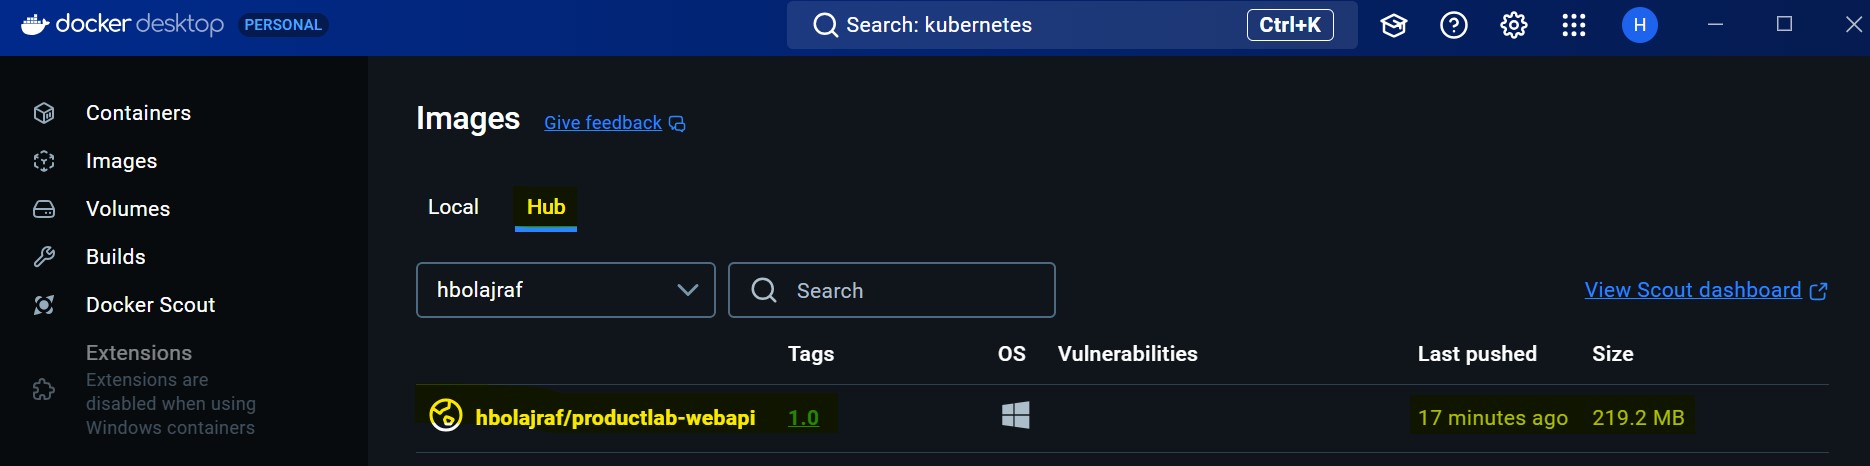 docker desktop PERSONAL
Search: kubernetes
Ctrl+K
H
Containers
Images
Volumes
Builds
Docker Scout
Extensions
Extensions are
disabled when using
Windows containers
Images
Give feedback
Local
Hub
hbolajraf
Search
View Scout dashboard
Tags OS Vulnerabilities Last pushed Size
hbolajraf/productlab-webapi 1.0 17 minutes ago 219.2 MB